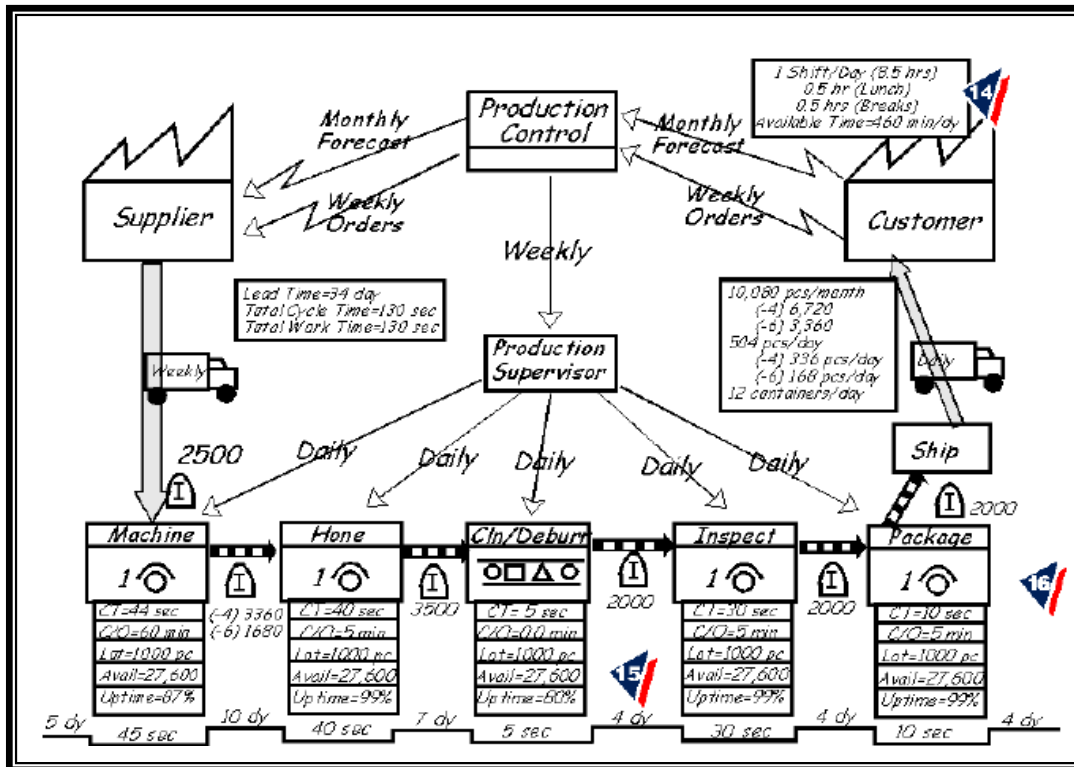 1 Shift/Day (8.5 hrs)
0.5 hr (Lunch)
0.5 hrs (Breaks)
Available Time=460 min/dy
14
Production
Control
Monthly
Forecast
Monthly
Forecast
Weekly
Orders
Weekly
Orders
Supplier
Customer
Weekly
Lead Time=34 day
Total Cycle Time=130 sec
Total Work Time=130 sec
10,080 pcs/month
(-4) 6,720
(-6) 3,360
504 pcs/day
(-4) 336 pcs/day
(-6) 168 pcs/day
12 containers/day
Production
Supervisor
Weekly
Daily
Daily
Daily
Daily
Daily
Daily
Ship
2500
I
I
2000
Machine
1
CT=44 sec
C/O=60 min
Lot=1000 pc
Avail=27,600
Uptime=87%
I
(-4) 3360
(-6) 1680
Hone
1
CT=40 sec
C/O=5 min
Lot=1000 pc
Avail=27,600
Uptime=99%
I
3500
Cln/Deburr
CT= 5 sec
C/O=0.0 min
Lot=1000 pc
Avail=27,600
Uptime=80%
I
2000
15
Inspect
1
CT=30 sec
C/O=5 min
Lot=1000 pc
Avail=27,600
Uptime=99%
I
2000
Package
1
CT=10 sec
C/O=5 min
Lot=1000 pc
Avail=27,600
Uptime=99%
16
5 dy
45 sec
10 dy
40 sec
7 dy
5 sec
4 dy
30 sec
4 dy
10 sec
4 dy